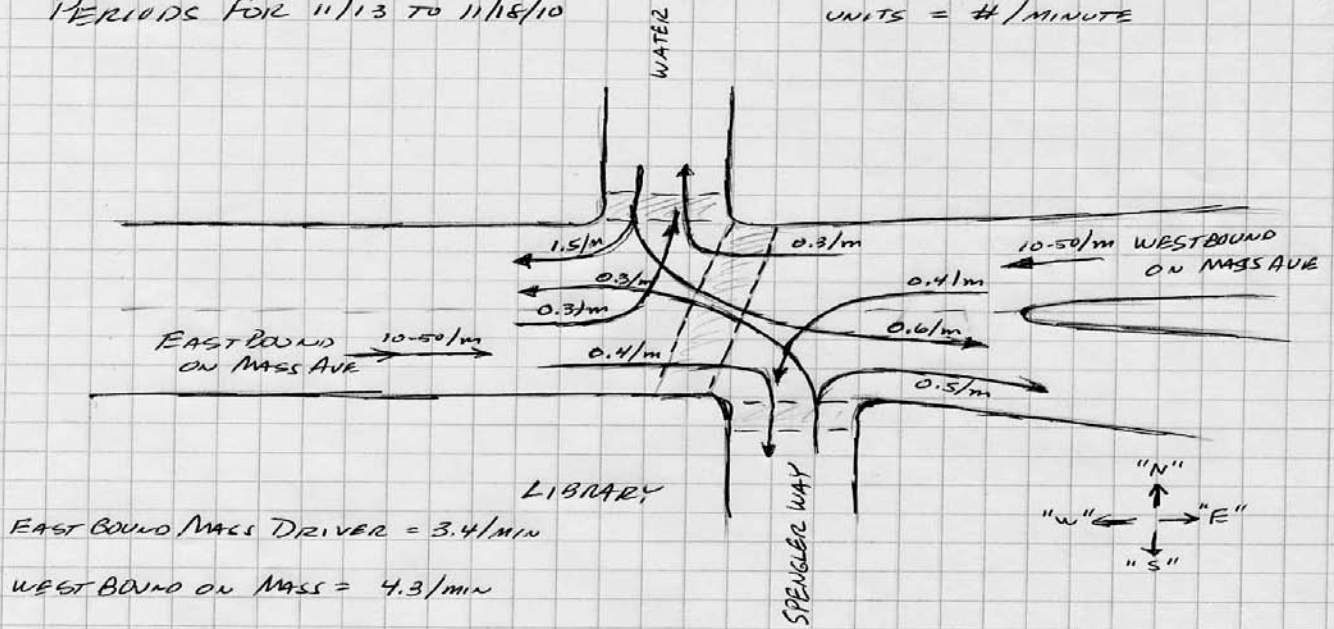 PERIODS FOR 11/13 TO 11/18/10
UNITS = #/MINUTE
WATER
1.5/m
0.3/m
0.3/m
0.3/m
0.4/m
10-50/m WESTBOUND
ON MASS AVE
0.6/m
EASTBOUND 10-50/m
ON MASS AVE
0.4/m
0.5/m
LIBRARY
SPENGLER WAY
"N"
"W" "E"
"S"
EAST BOUND MASS DRIVER = 3.4/MIN
WEST BOUND ON MASS = 4.3/MIN